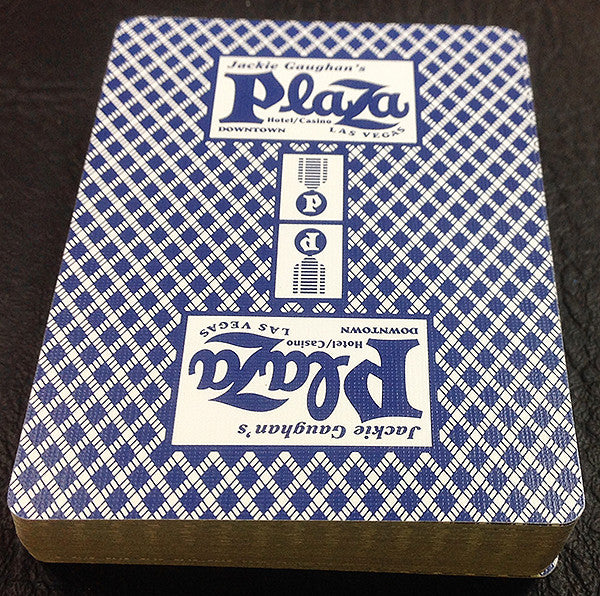 Jackie Gaughan's
Plaza
Hotel/Casino
DOWNTOWN LAS VEGAS
P
P
Jackie Gaughan's
Plaza
Hotel/Casino
DOWNTOWN LAS VEGAS